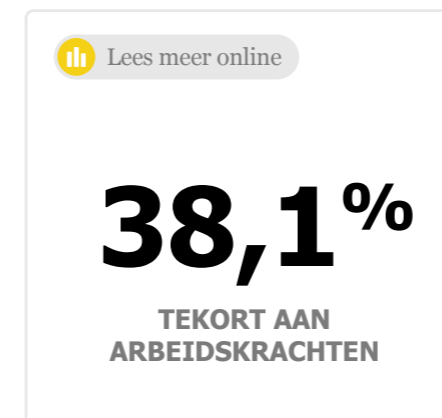 Lees meer online
38,1%
TEKORT AAN
ARBEIDSKRACHTEN